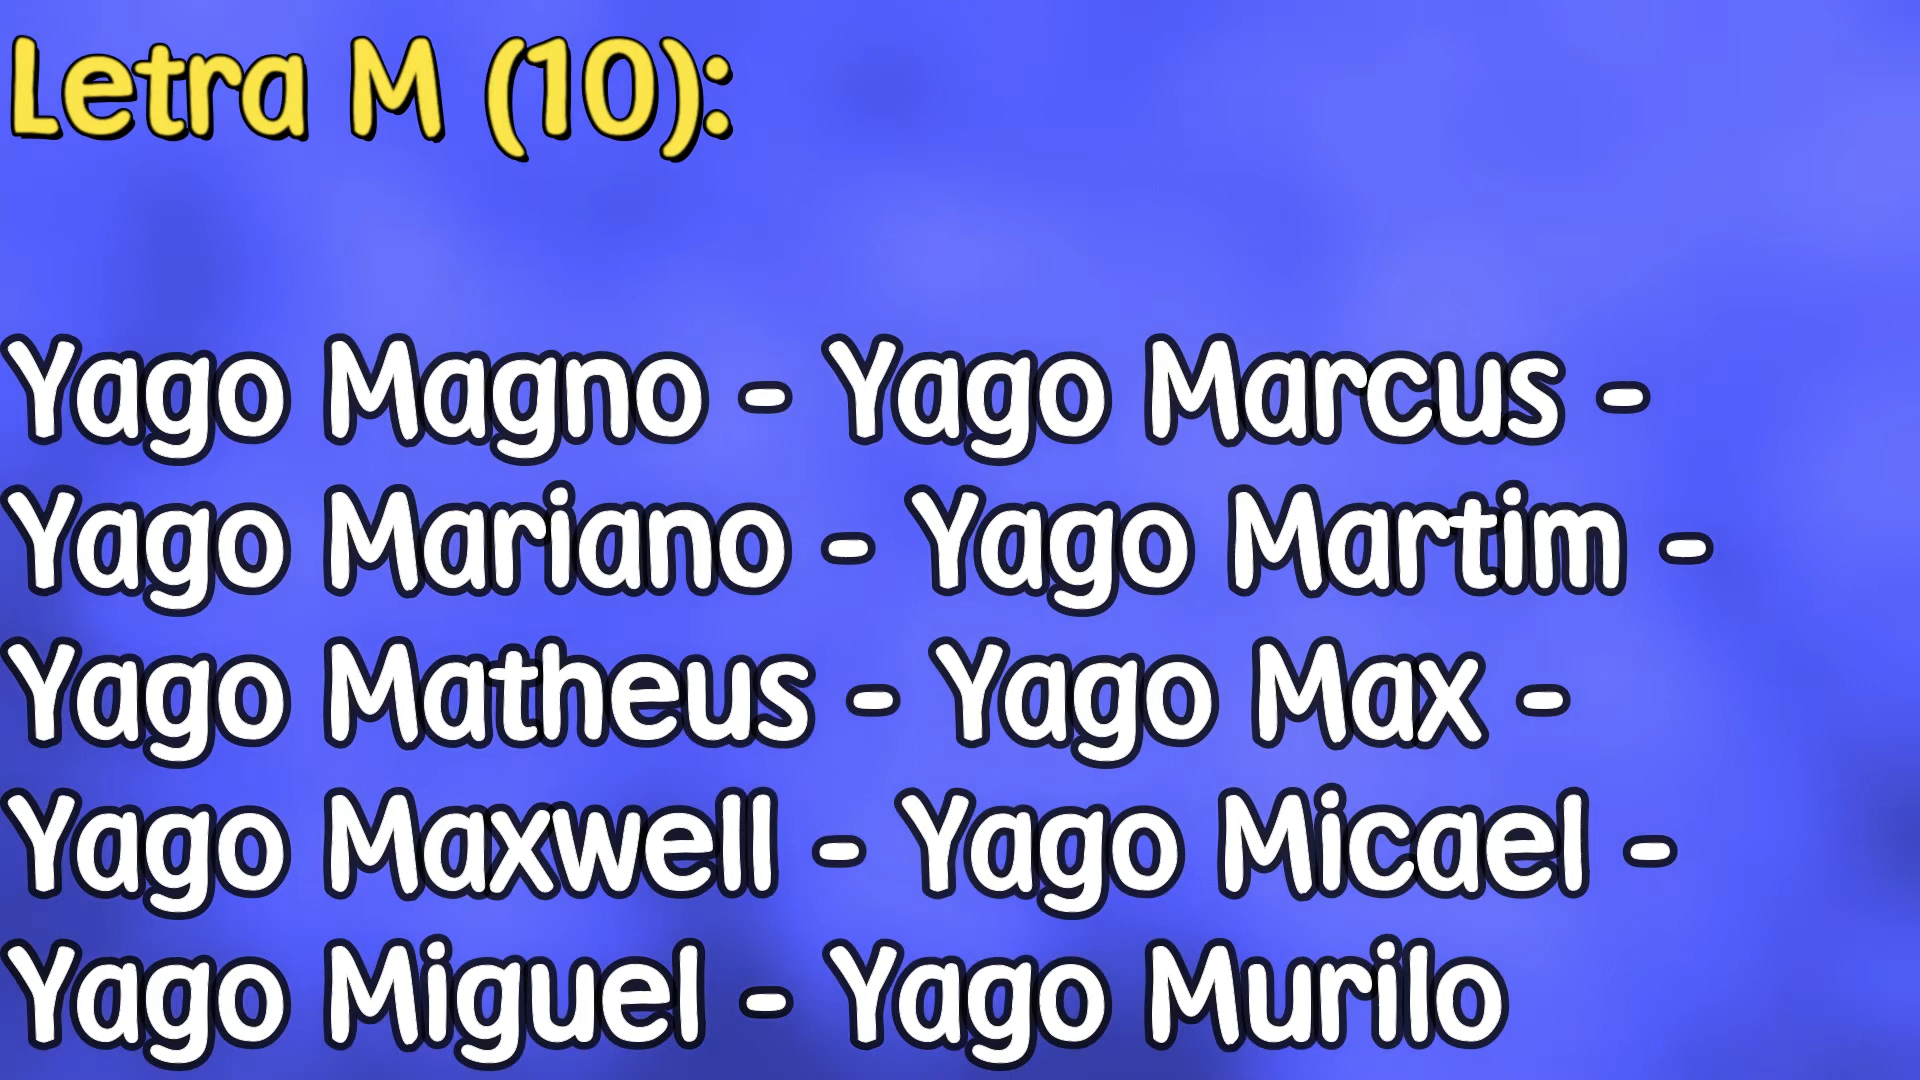 Letra M (10):
Yago Magno - Yago Marcus -
Yago Mariano - Yago Martim -
Yago Matheus - Yago Max -
Yago Maxwell - Yago Micael -
Yago Miguel - Yago Murilo